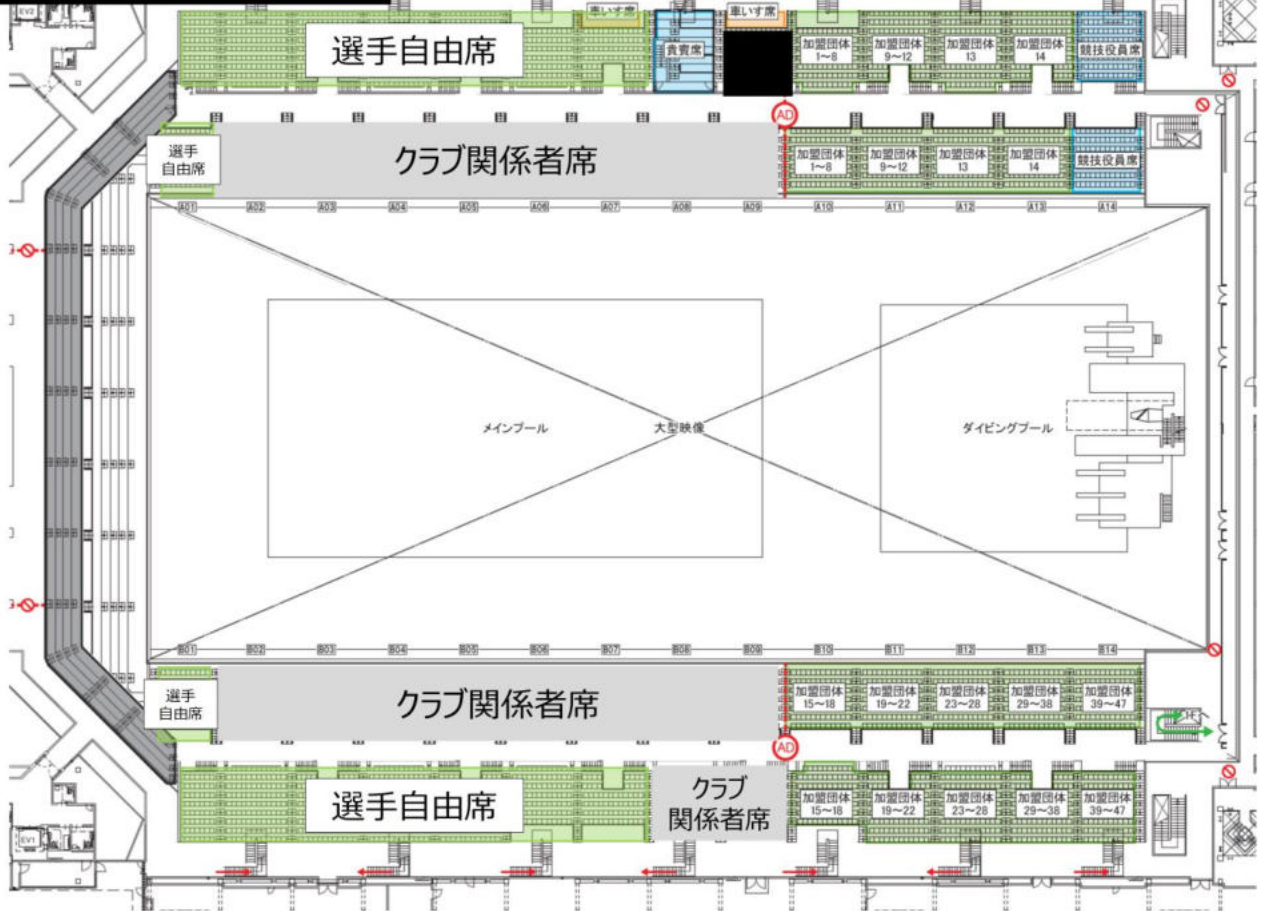 EV2
車いす席
車いす席
選手自由席
貴賓席
加盟団体
1~8
加盟団体
9~12
加盟団体
13
加盟団体
14
競技役員席
AD
選手
自由席
クラブ関係者席
加盟団体
1~8
加盟団体
9~12
加盟団体
13
加盟団体
14
競技役員席
A01 A02 A03 A04 A05 A06 A07 A08 A09 A10 A11 A12 A13 A14
メインプール
大型映像
ダイビングプール
B01 B02 B03 B04 B05 B06 B07 B08 B09 B10 B11 B12 B13 B14
選手
自由席
クラブ関係者席
加盟団体
15~18
加盟団体
19~22
加盟団体
23~28
加盟団体
29~38
加盟団体
39~47
AD
選手自由席
クラブ
関係者席
加盟団体
15~18
加盟団体
19~22
加盟団体
23~28
加盟団体
29~38
加盟団体
39~47
EV1